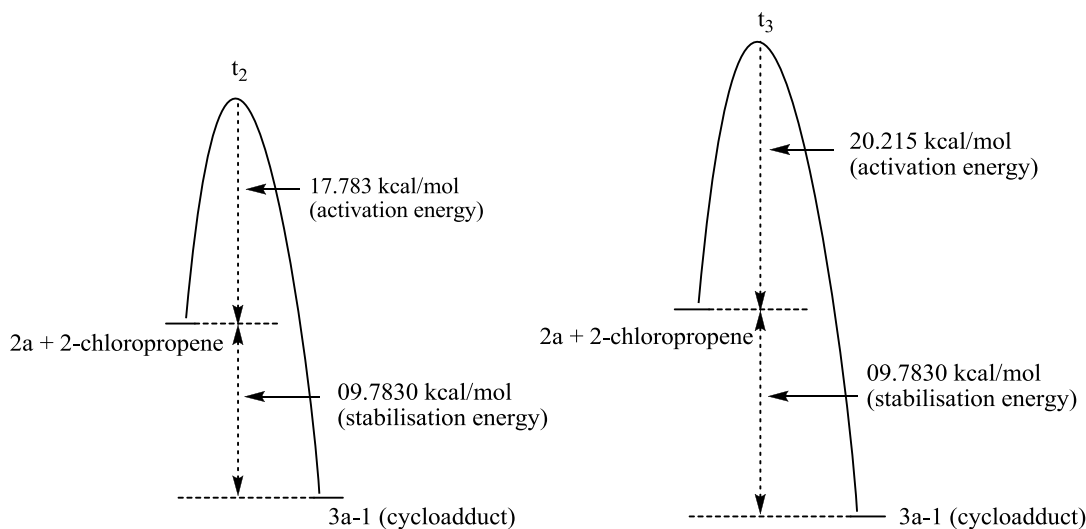 t2
17.783 kcal/mol
(activation energy)
2a + 2-chloropropene
09.7830 kcal/mol
(stabilisation energy)
3a-1 (cycloadduct)
t3
20.215 kcal/mol
(activation energy)
2a + 2-chloropropene
09.7830 kcal/mol
(stabilisation energy)
3a-1 (cycloadduct)